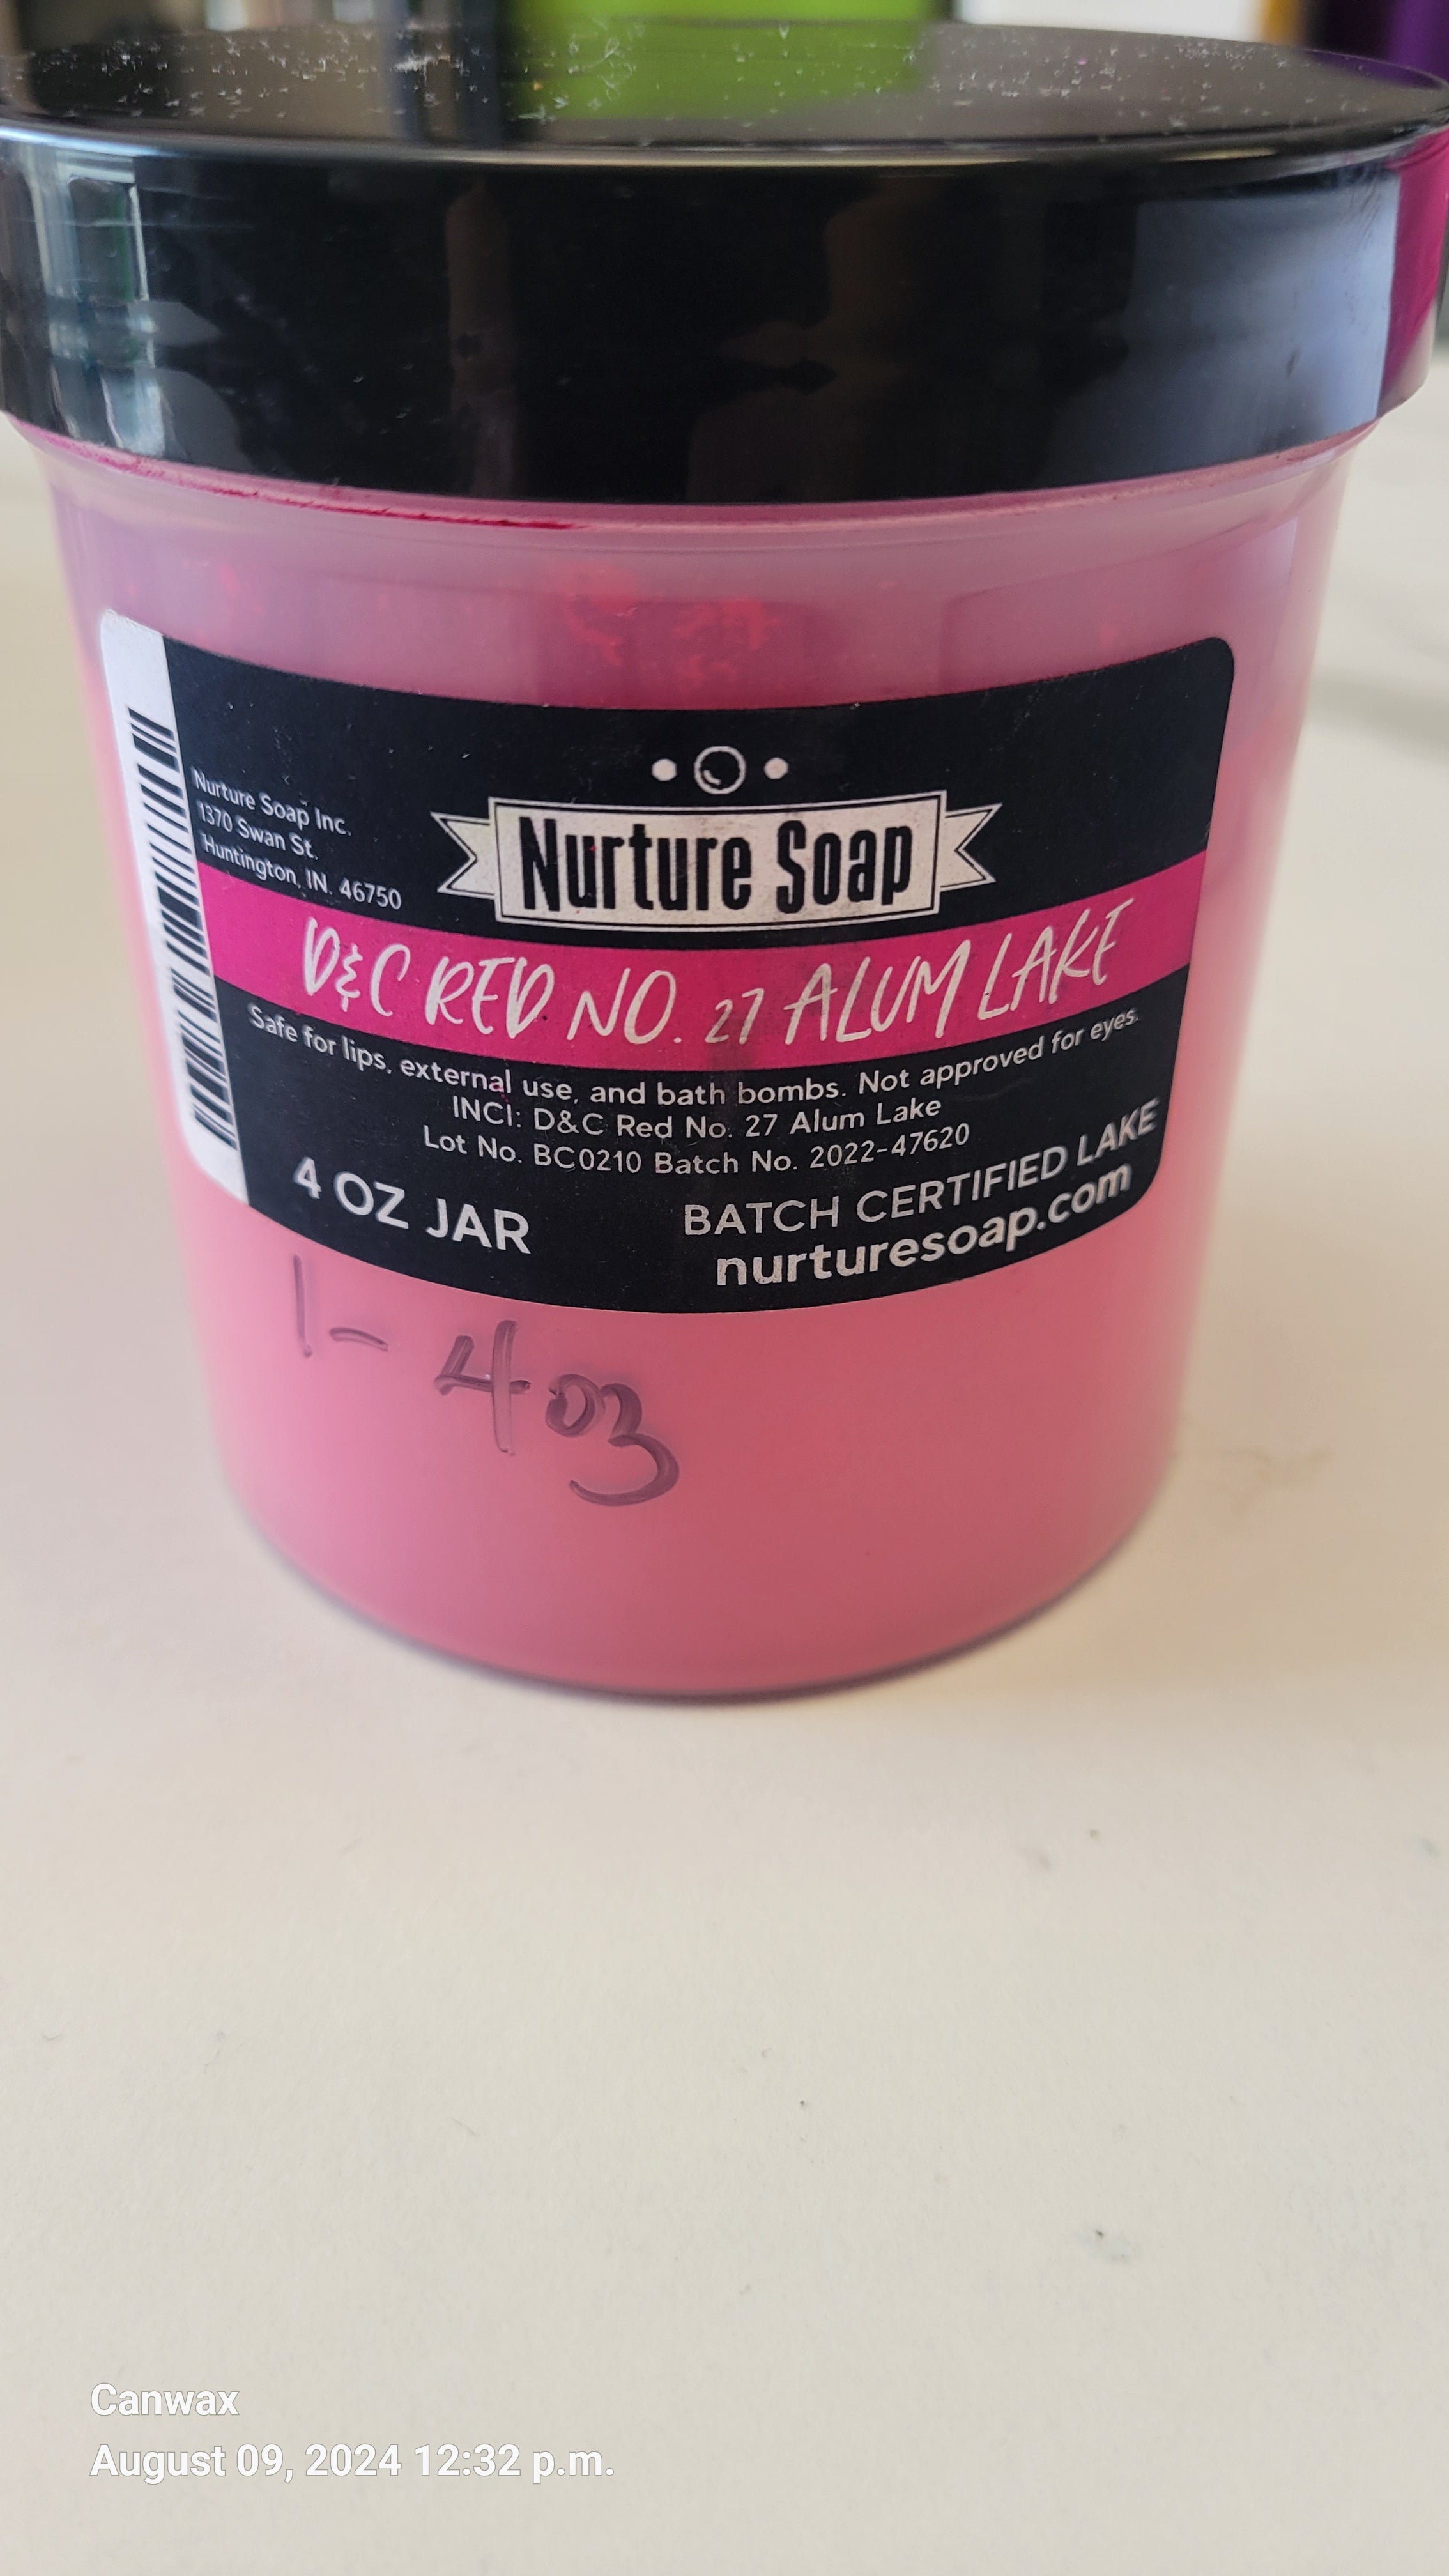 Nurture Soap Inc.
1370 Swan St.
Huntington, IN. 46750
Nurture Soap
D&C RED NO. 27 ALUM LAKE
Safe for lips, external use, and bath bombs. Not approved for eyes.
INCI: D&C Red No. 27 Alum Lake
Lot No. BC0210 Batch No. 2022-47620
4 OZ JAR
BATCH CERTIFIED LAKE
nurturesoap.com
1- 4oz
Canwax
August 09, 2024 12:32 p.m.